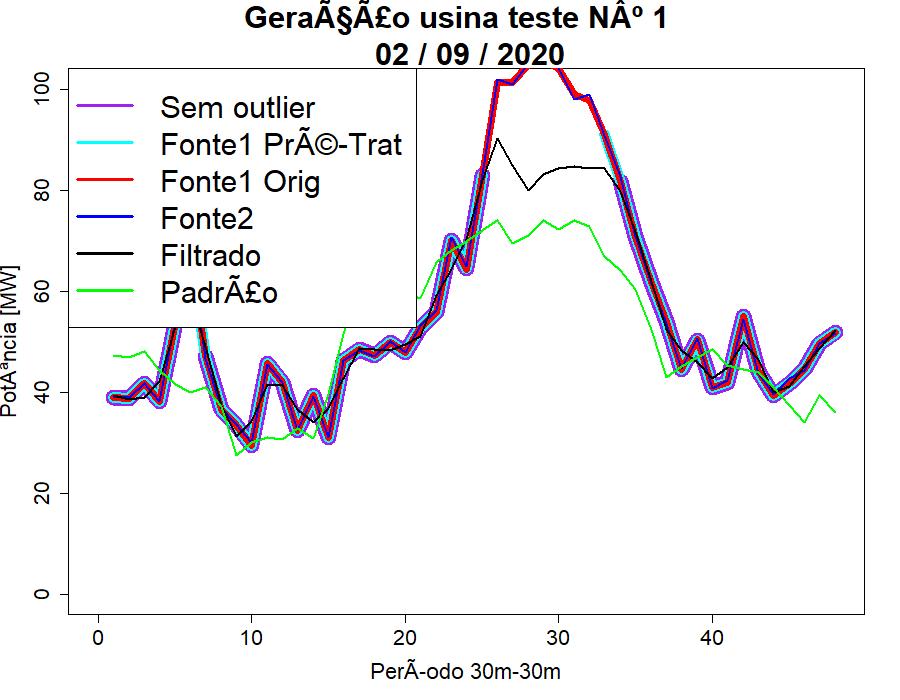 GeraÃ§Ã£o usina teste NÂº 1
02 / 09 / 2020
Sem outlier
Fonte1 PrÃ©-Trat
Fonte1 Orig
Fonte2
Filtrado
PadrÃ£o
PotÃªncia [MW]
100
80
60
40
20
0
0 10 20 30 40
PerÃ-odo 30m-30m